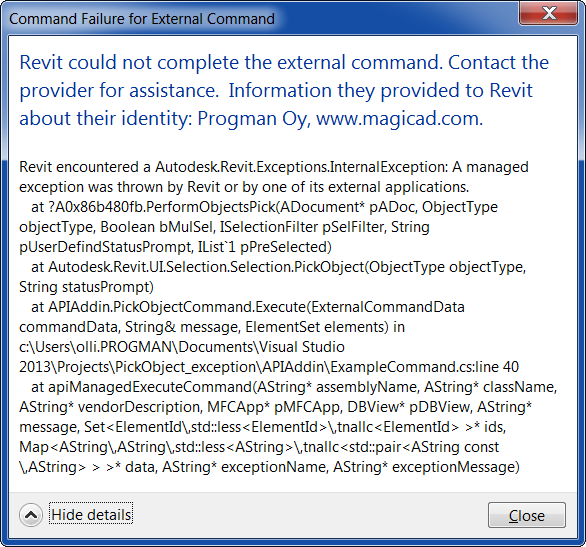 Command Failure for External Command
Revit could not complete the external command. Contact the
provider for assistance.  Information they provided to Revit
about their identity: Progman Oy, www.magicad.com.
Revit encountered a Autodesk.Revit.Exceptions.InternalException: A managed
exception was thrown by Revit or by one of its external applications.
at ?A0x86b480fb.PerformObjectsPick(ADocument* pADoc, ObjectType
objectType, Boolean bMulSel, ISelectionFilter pSelFilter, String
pUserDefindStatusPrompt, IList`1 pPreSelected)
at Autodesk.Revit.UI.Selection.Selection.PickObject(ObjectType objectType,
String statusPrompt)
at APIAddin.PickObjectCommand.Execute(ExternalCommandData
commandData, String& message, ElementSet elements) in
c:\Users\olli.PROGMAN\Documents\Visual Studio
2013\Projects\PickObject_exception\APIAddin\ExampleCommand.cs:line 40
at apiManagedExecuteCommand(AString* assemblyName, AString* className,
AString* vendorDescription, MFCApp* pMFCApp, DBView* pDBView, AString*
message, Set<ElementId\,std::less<ElementId>\,tnallc<ElementId> >* ids,
Map<AString\,AString\,std::less<AString>\,tnallc<std::pair<AString const
\,AString> > >* data, AString* exceptionName, AString* exceptionMessage)
Hide details
Close